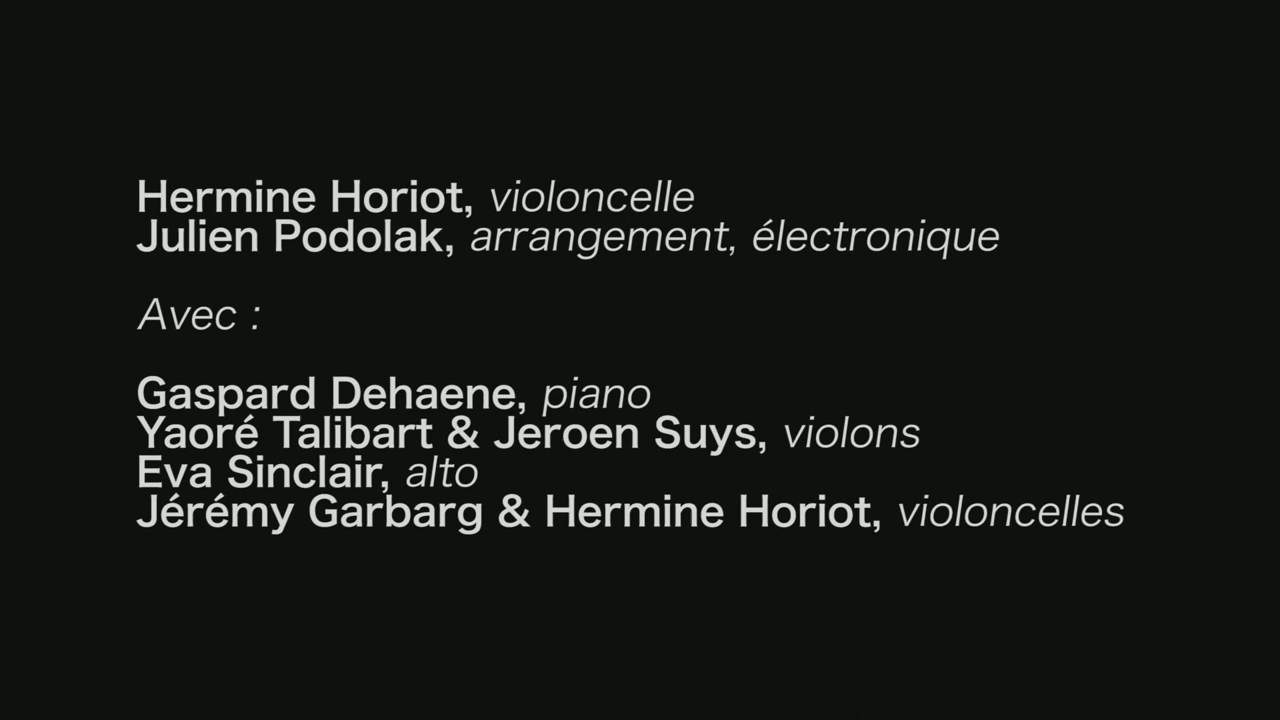 Hermine Horiot, violoncelle
Julien Podolak, arrangement, électronique
Avec :
Gaspard Dehaene, piano
Yaoré Talibart & Jeroen Suys, violons
Eva Sinclair, alto
Jérémy Garbarg & Hermine Horiot, violoncelles